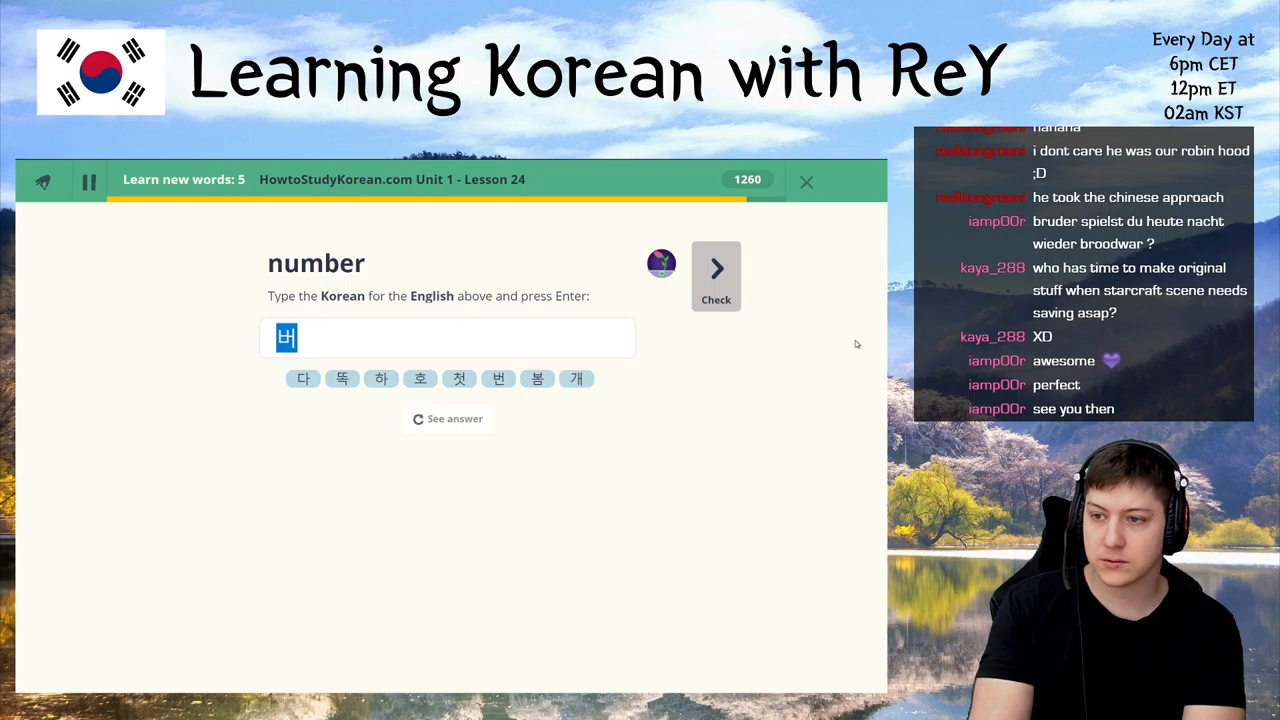 Learning Korean with ReY
Every Day at
6pm CET
12pm ET
02am KST
Learn new words: 5 HowtoStudyKorean.com Unit 1 - Lesson 24
1260
number
Type the Korean for the English above and press Enter:
버
Check
다 똑 하 호 첫 번 봄 개
See answer
hahaha
i dont care he was our robin hood
;D
he took the chinese approach
iamp00r bruder spielst du heute nacht
wieder broodwar ?
kaya_288 who has time to make original
stuff when starcraft scene needs
saving asap?
kaya_288 XD
iamp00r awesome 💜
iamp00r perfect
iamp00r see you then